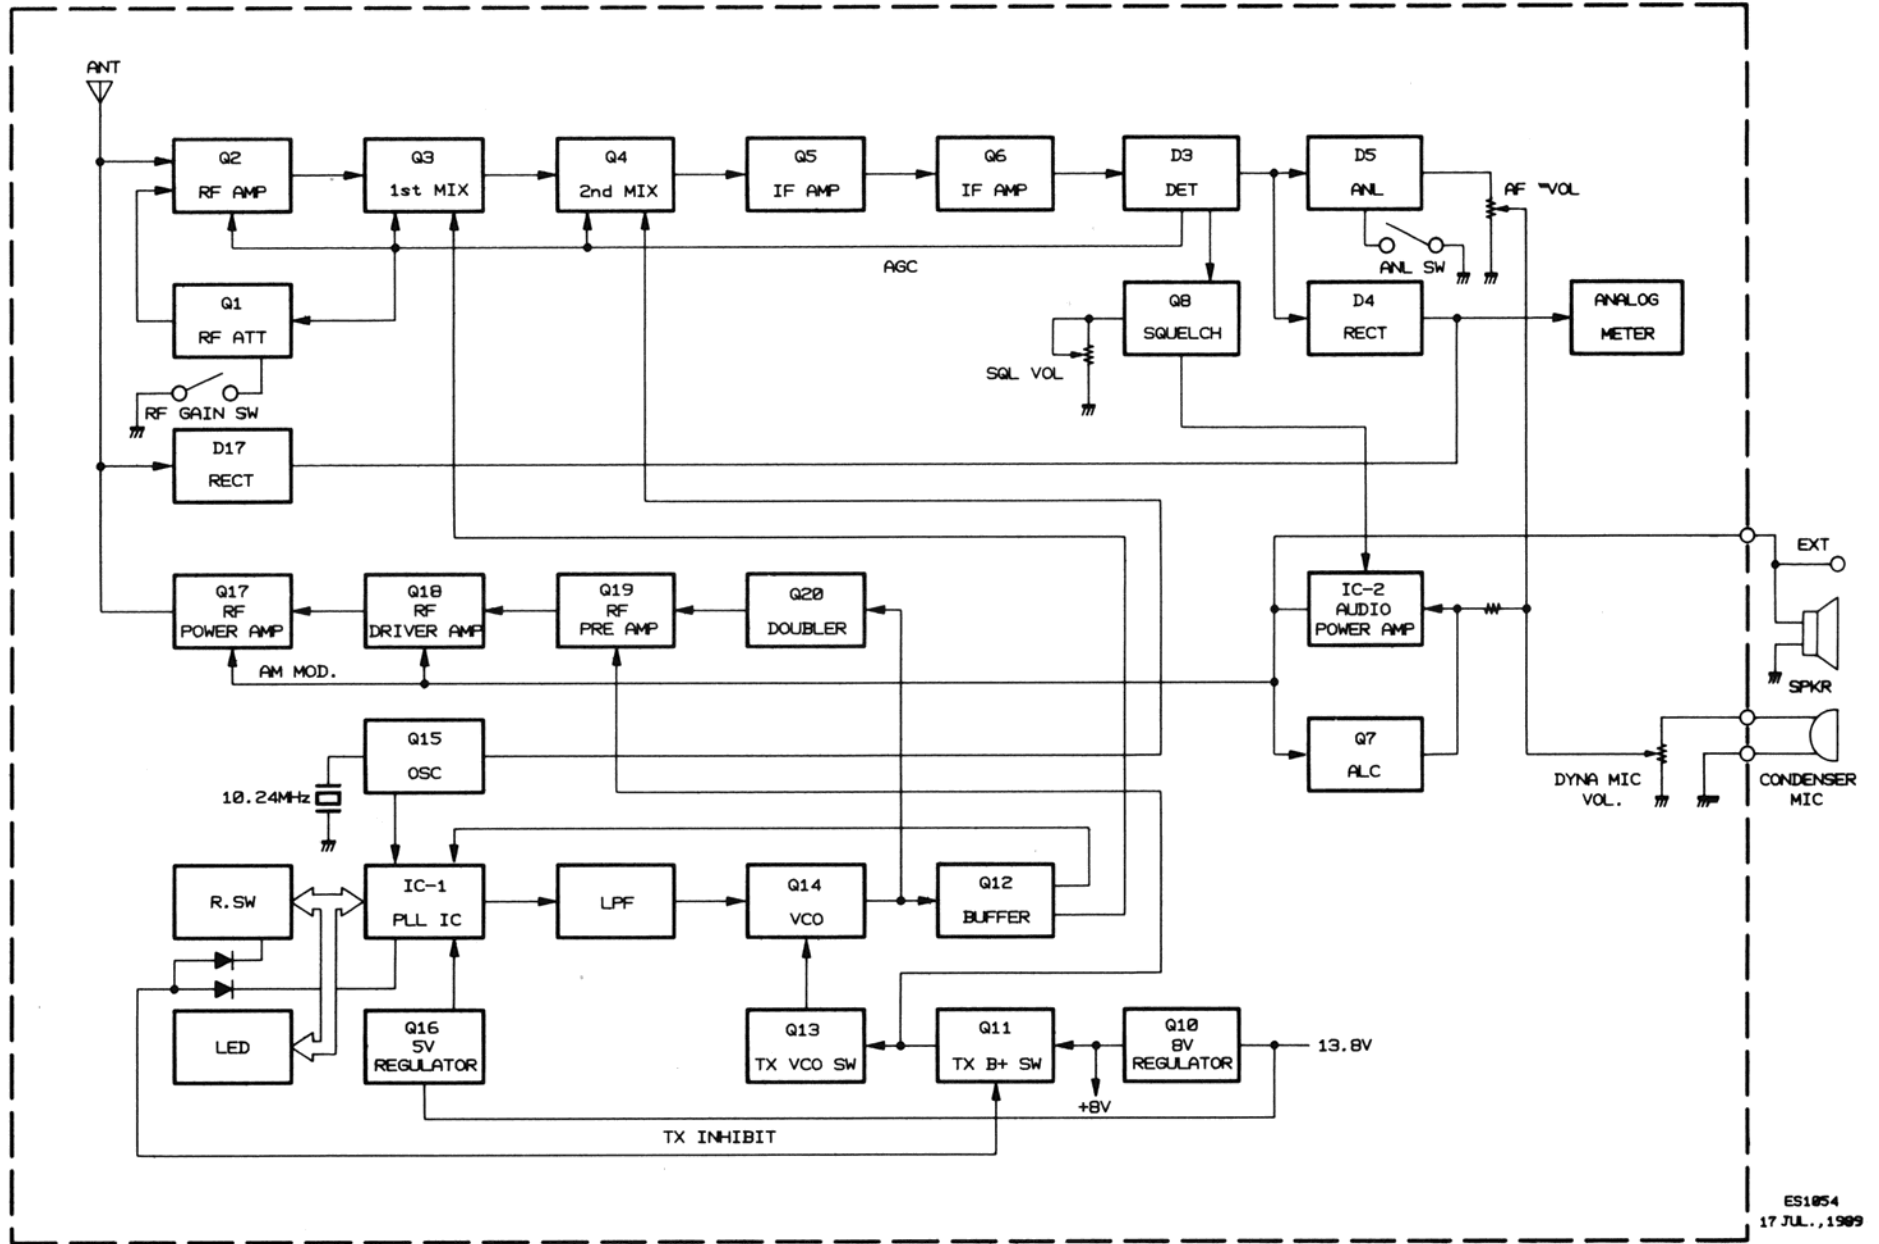 ANT
Q2
RF AMP
Q3
1st MIX
Q4
2nd MIX
Q5
IF AMP
Q6
IF AMP
D3
DET
D5
ANL
AF VOL
ANL SW
AGC
Q1
RF ATT
RF GAIN SW
Q8
SQUELCH
SQL VOL
D4
RECT
ANALOG
METER
D17
RECT
Q17
RF
POWER AMP
Q18
RF
DRIVER AMP
Q19
RF
PRE AMP
Q20
DOUBLER
IC-2
AUDIO
POWER AMP
EXT
SPKR
AM MOD.
Q15
OSC
10.24MHz
Q7
ALC
DYNA MIC
VOL.
CONDENSER
MIC
R.SW
IC-1
PLL IC
LPF
Q14
VCO
Q12
BUFFER
LED
Q16
5V
REGULATOR
Q13
TX VCO SW
Q11
TX B+ SW
Q10
8V
REGULATOR
13.8V
+8V
TX INHIBIT
ES1054
17 JUL.,1989